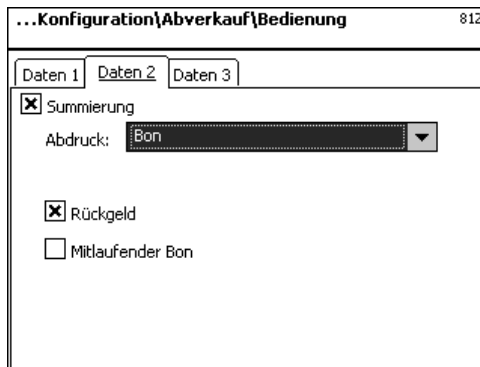 ...Konfiguration\Abverkauf\Bedienung 812
Daten 1 Daten 2 Daten 3
Summierung
Abdruck: Bon
Rückgeld
Mitlaufender Bon